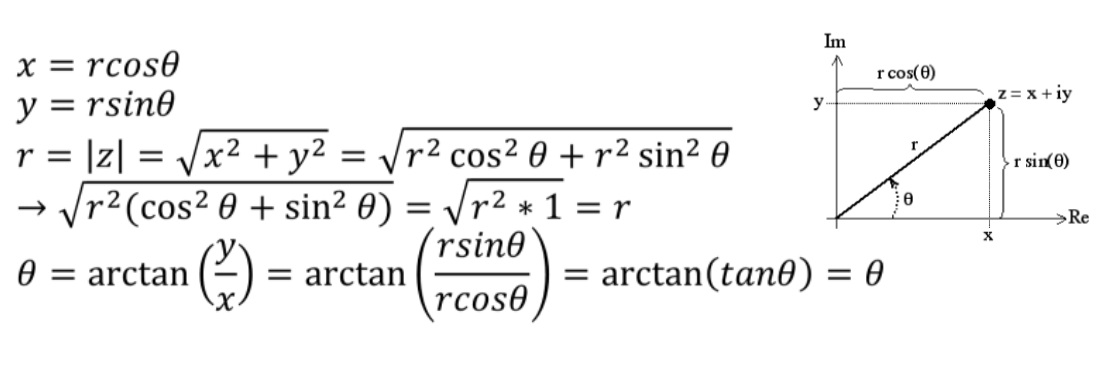 x = rcosθ
y = rsinθ
r = |z| = √(x² + y²) = √(r² cos² θ + r² sin² θ)
→ √(r²(cos² θ + sin² θ)) = √(r² * 1) = r
θ = arctan(y/x) = arctan(rsinθ/rcosθ) = arctan(tanθ) = θ
Im
r cos(θ)
y
z = x + iy
r
r sin(θ)
θ
Re
x